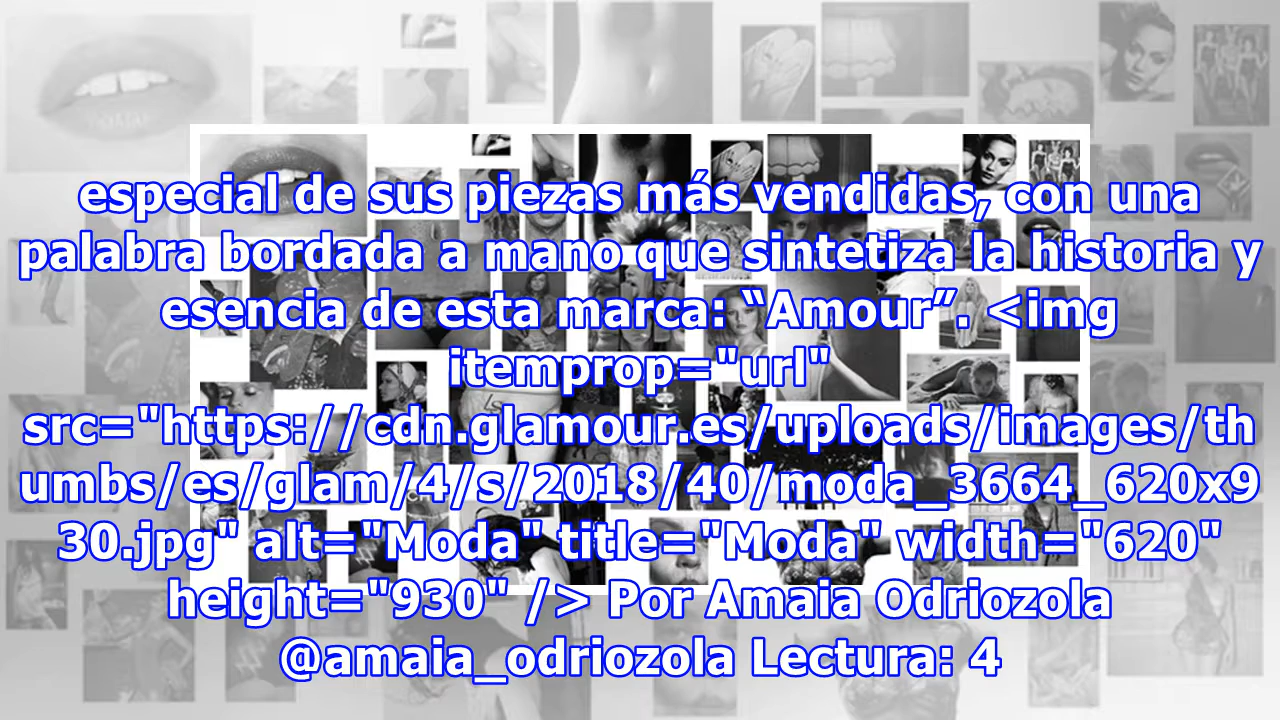 especial de sus piezas más vendidas, con una
palabra bordada a mano que sintetiza la historia y
esencia de esta marca: “Amour”. <img
itemprop="url"
src="https://cdn.glamour.es/uploads/images/th
umbs/es/glam/4/s/2018/40/moda_3664_620x9
30.jpg" alt="Moda" title="Moda" width="620"
height="930" /> Por Amaia Odriozola
@amaia_odriozola Lectura: 4